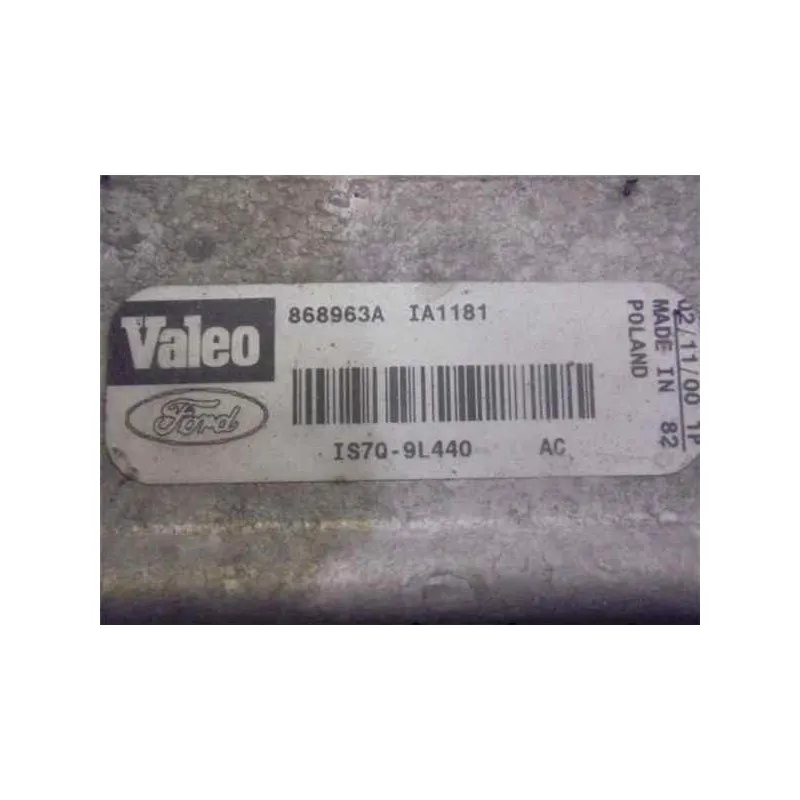 Valeo
868963A IA1181
Ford
IS7Q-9L440 AC
02/11/00 1P
MADE IN 82
POLAND